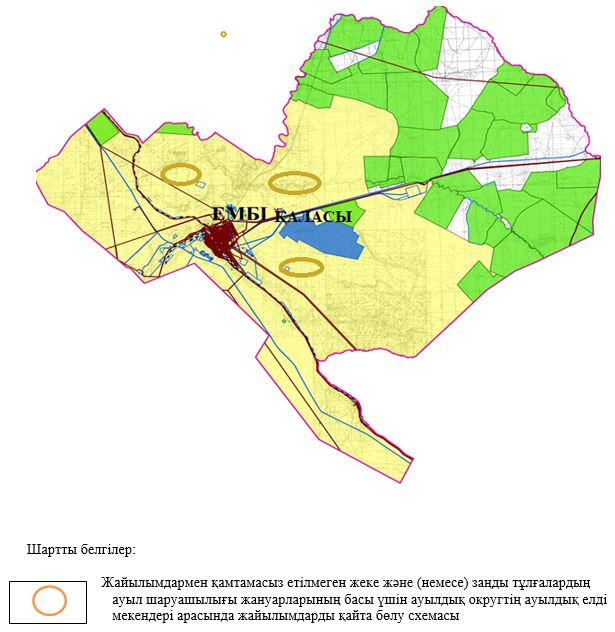 ЕМБІ ҚАЛАСЫ
Шартты белгілер:
Жайылымдармен қамтамасыз етілмеген жеке және (немесе) заңды тұлғалардың
ауыл шаруашылығы жануарларының басы үшін ауылдық округтің ауылдық елді
мекендері арасында жайылымдарды қайта бөлу схемасы